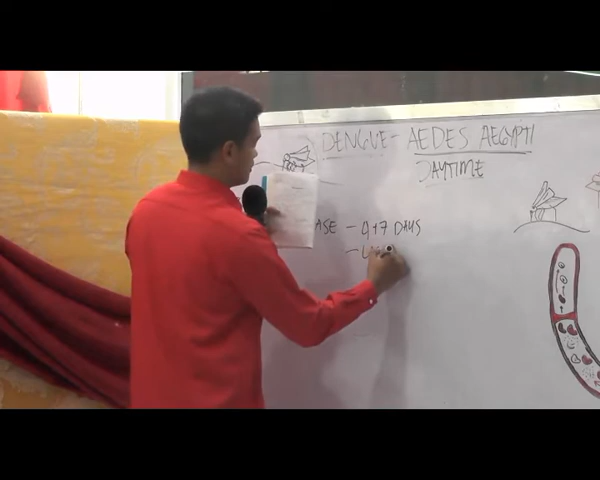 DENGUE - AEDES AEGYPTI
DAYTIME
ASE - 4+7 DAYS
-